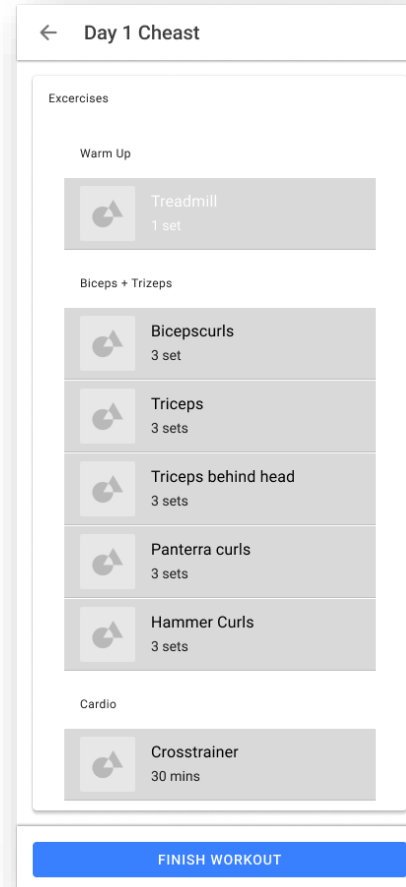 Day 1 Cheast
Excercises
Warm Up
Treadmill
1 set
Biceps + Trizeps
Bicepscurls
3 set
Triceps
3 sets
Triceps behind head
3 sets
Panterra curls
3 sets
Hammer Curls
3 sets
Cardio
Crosstrainer
30 mins
FINISH WORKOUT